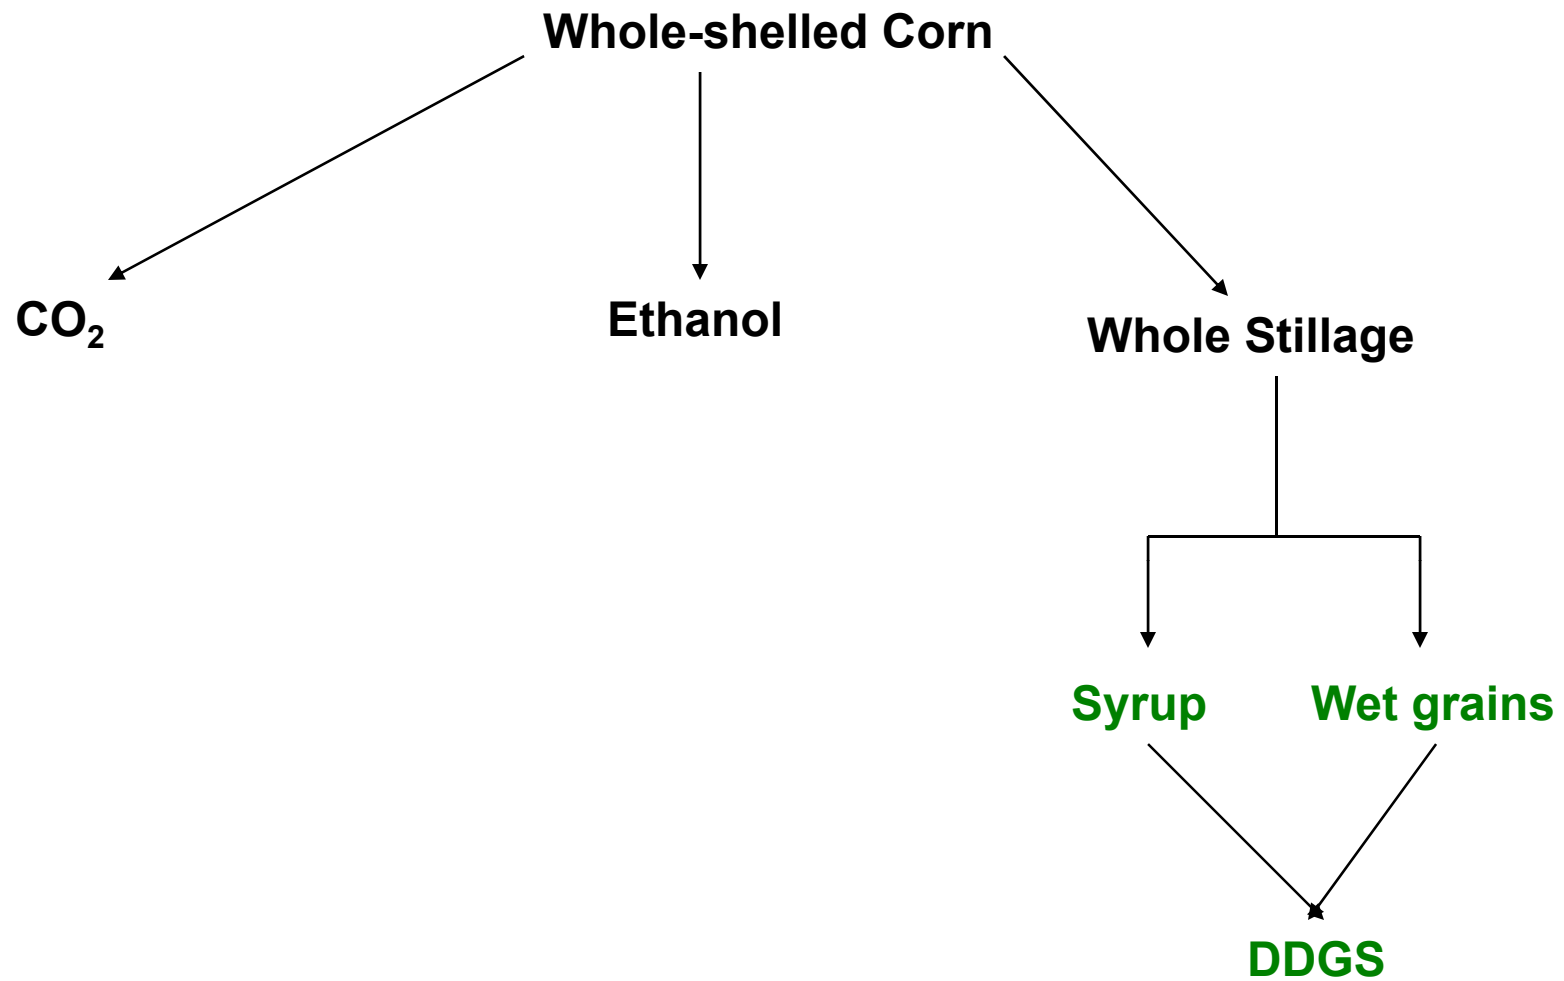 Whole-shelled Corn
CO₂
Ethanol
Whole Stillage
Syrup
Wet grains
DDGS